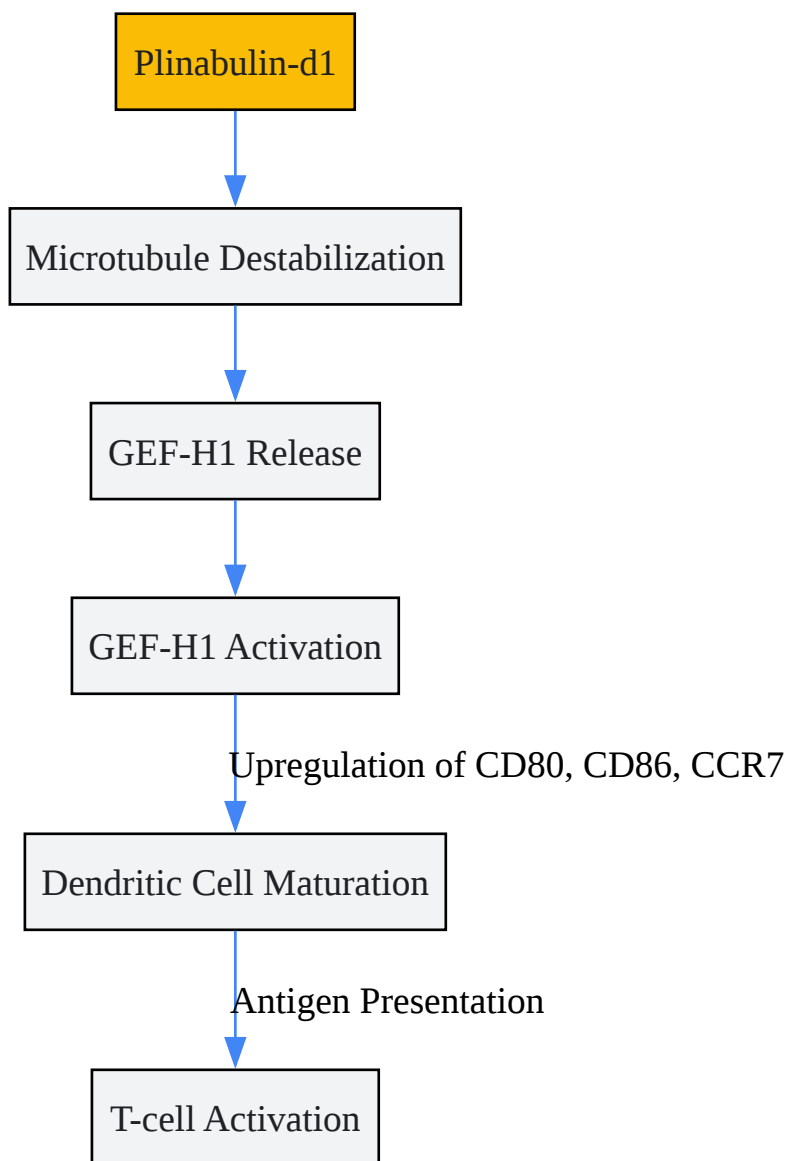 Plinabulin-d1
Microtubule Destabilization
GEF-H1 Release
GEF-H1 Activation
Upregulation of CD80, CD86, CCR7
Dendritic Cell Maturation
Antigen Presentation
T-cell Activation